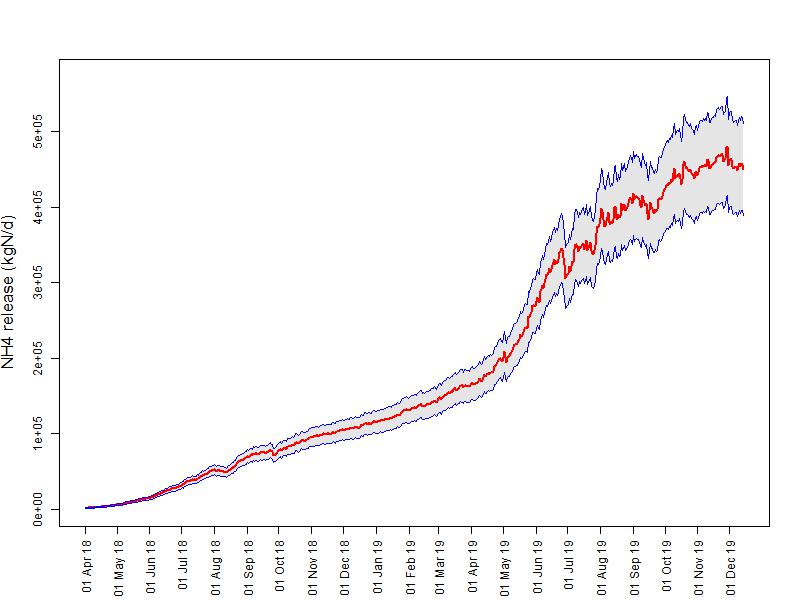 NH4 release (kgN/d)
5e+05
4e+05
3e+05
2e+05
1e+05
0e+00
01 Apr 18
01 May 18
01 Jun 18
01 Jul 18
01 Aug 18
01 Sep 18
01 Oct 18
01 Nov 18
01 Dec 18
01 Jan 19
01 Feb 19
01 Mar 19
01 Apr 19
01 May 19
01 Jun 19
01 Jul 19
01 Aug 19
01 Sep 19
01 Oct 19
01 Nov 19
01 Dec 19